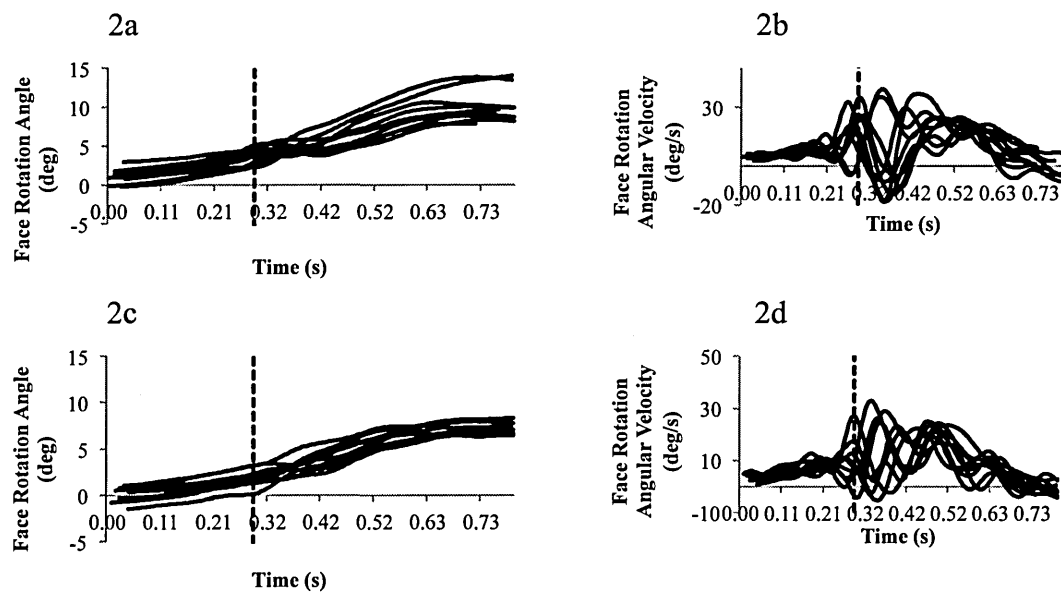 2a
Face Rotation Angle
(deg)
15
10
5
0
-5
0.00 0.11 0.21 0.32 0.42 0.52 0.63 0.73
Time (s)
2b
Face Rotation
Angular Velocity
(deg/s)
30
-20
0.00 0.11 0.21 0.32 0.42 0.52 0.63 0.73
Time (s)
2c
Face Rotation Angle
(deg)
15
10
5
0
-5
0.00 0.11 0.21 0.32 0.42 0.52 0.63 0.73
Time (s)
2d
Face Rotation
Angular Velocity
(deg/s)
50
30
10
-10
0.00 0.11 0.21 0.32 0.42 0.52 0.63 0.73
Time (s)